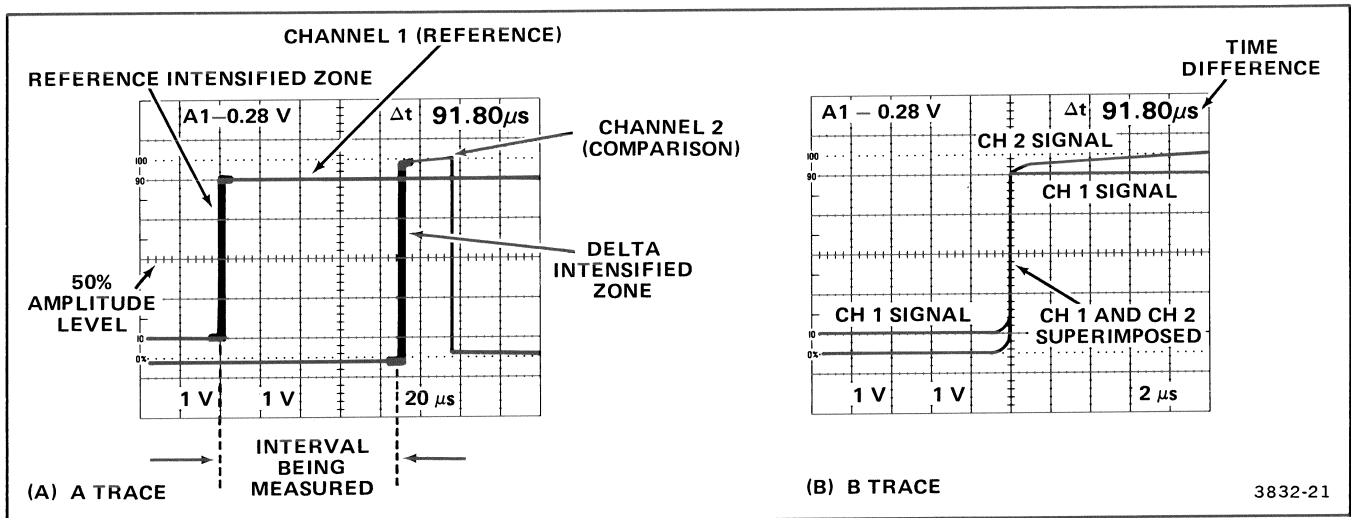 CHANNEL 1 (REFERENCE)
REFERENCE INTENSIFIED ZONE
A1–0.28 V
Δt 91.80μs
CHANNEL 2
(COMPARISON)
100
90
50%
AMPLITUDE
LEVEL
DELTA
INTENSIFIED
ZONE
10
0%
1 V
1 V
20 μs
INTERVAL
BEING
MEASURED
(A) A TRACE
TIME
DIFFERENCE
A1 – 0.28 V
Δt 91.80μs
CH 2 SIGNAL
100
90
CH 1 SIGNAL
CH 1 SIGNAL
CH 1 AND CH 2
SUPERIMPOSED
10
0%
1 V
1 V
2 μs
(B) B TRACE
3832-21